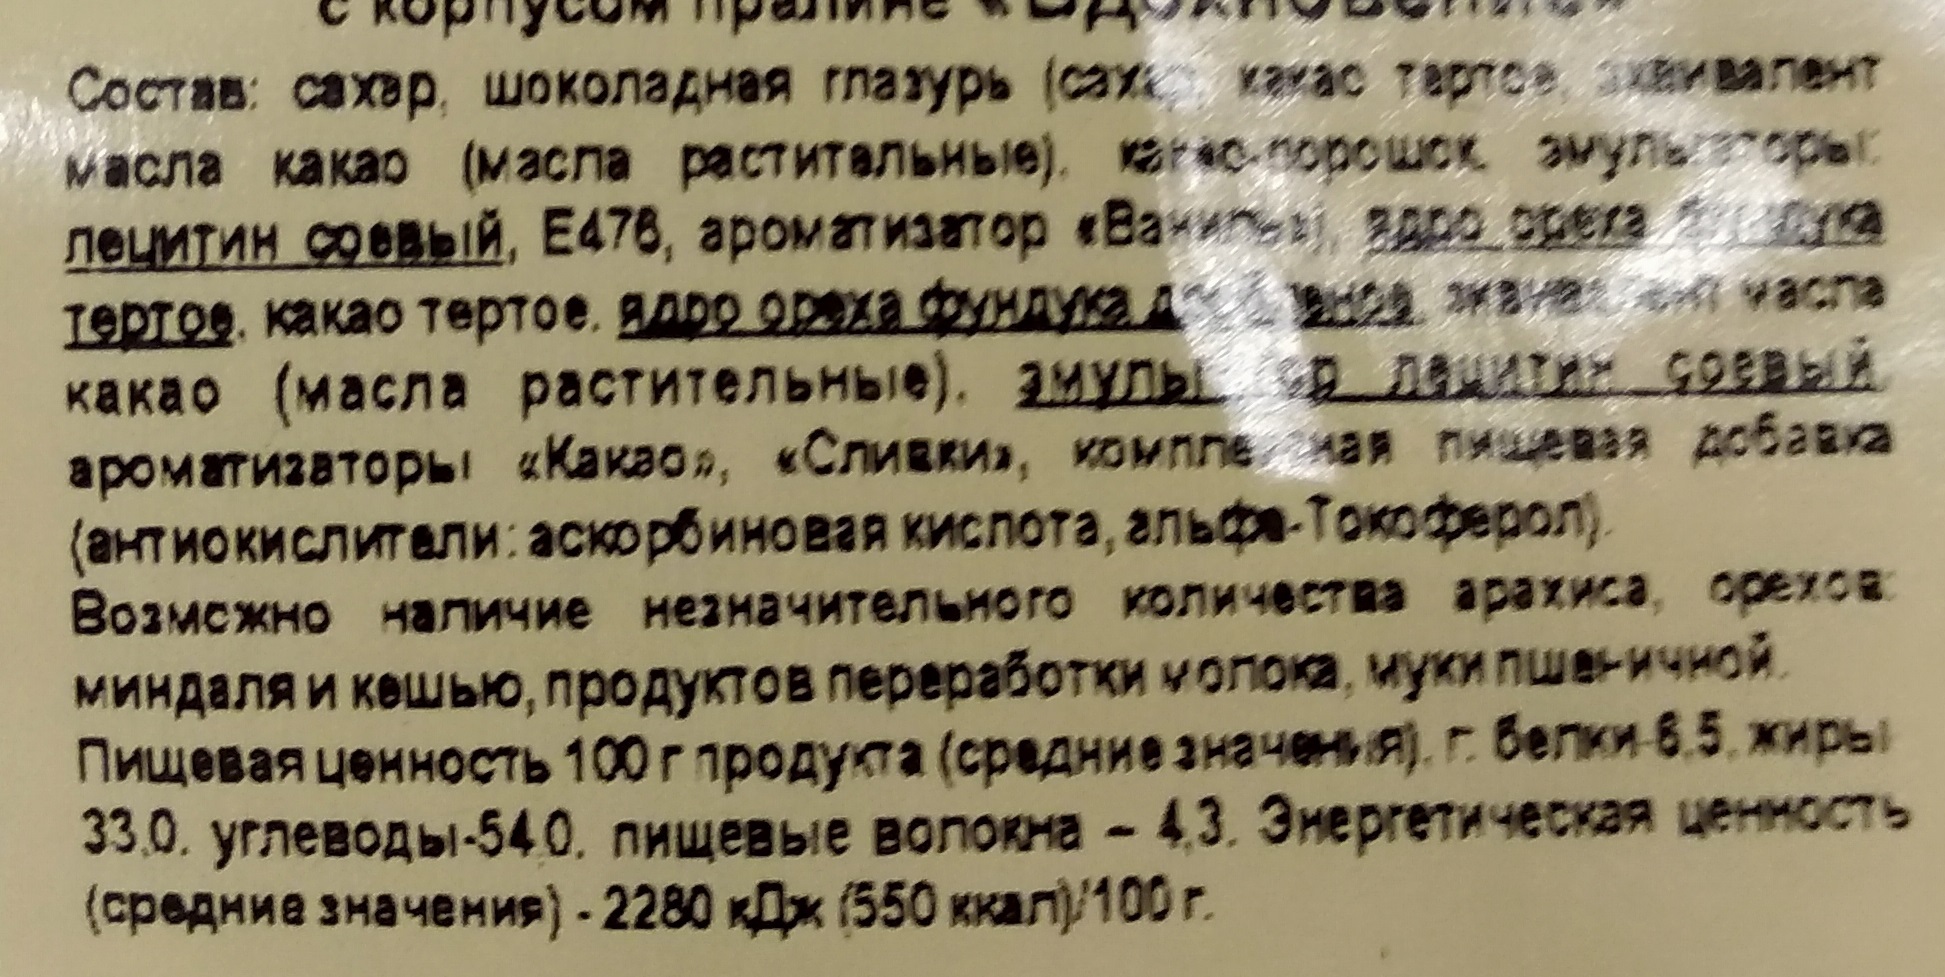 с корпусом пралине «Вдохновение»
Состав: сахар, шоколадная глазурь (сахар, какао тертое, эквивалент
масла какао (масла растительные), какао-порошок, эмульгаторы:
лецитин соевый, Е476, ароматизатор «Ваниль»), ядро ореха фундука
тертое, какао тертое, ядро ореха фундука дробленое, эквивалент масла
какао (масла растительные), эмульгатор лецитин соевый,
ароматизаторы «Какао», «Сливки», комплексная пищевая добавка
(антиокислители: аскорбиновая кислота, альфа-Токоферол).
Возможно наличие незначительного количества арахиса, орехов:
миндаля и кешью, продуктов переработки молока, муки пшеничной.
Пищевая ценность 100 г продукта (средние значения), г: белки-6,5, жиры
33,0, углеводы-54,0, пищевые волокна – 4,3. Энергетическая ценность
(средние значения) - 2280 кДж (550 ккал)/100 г.